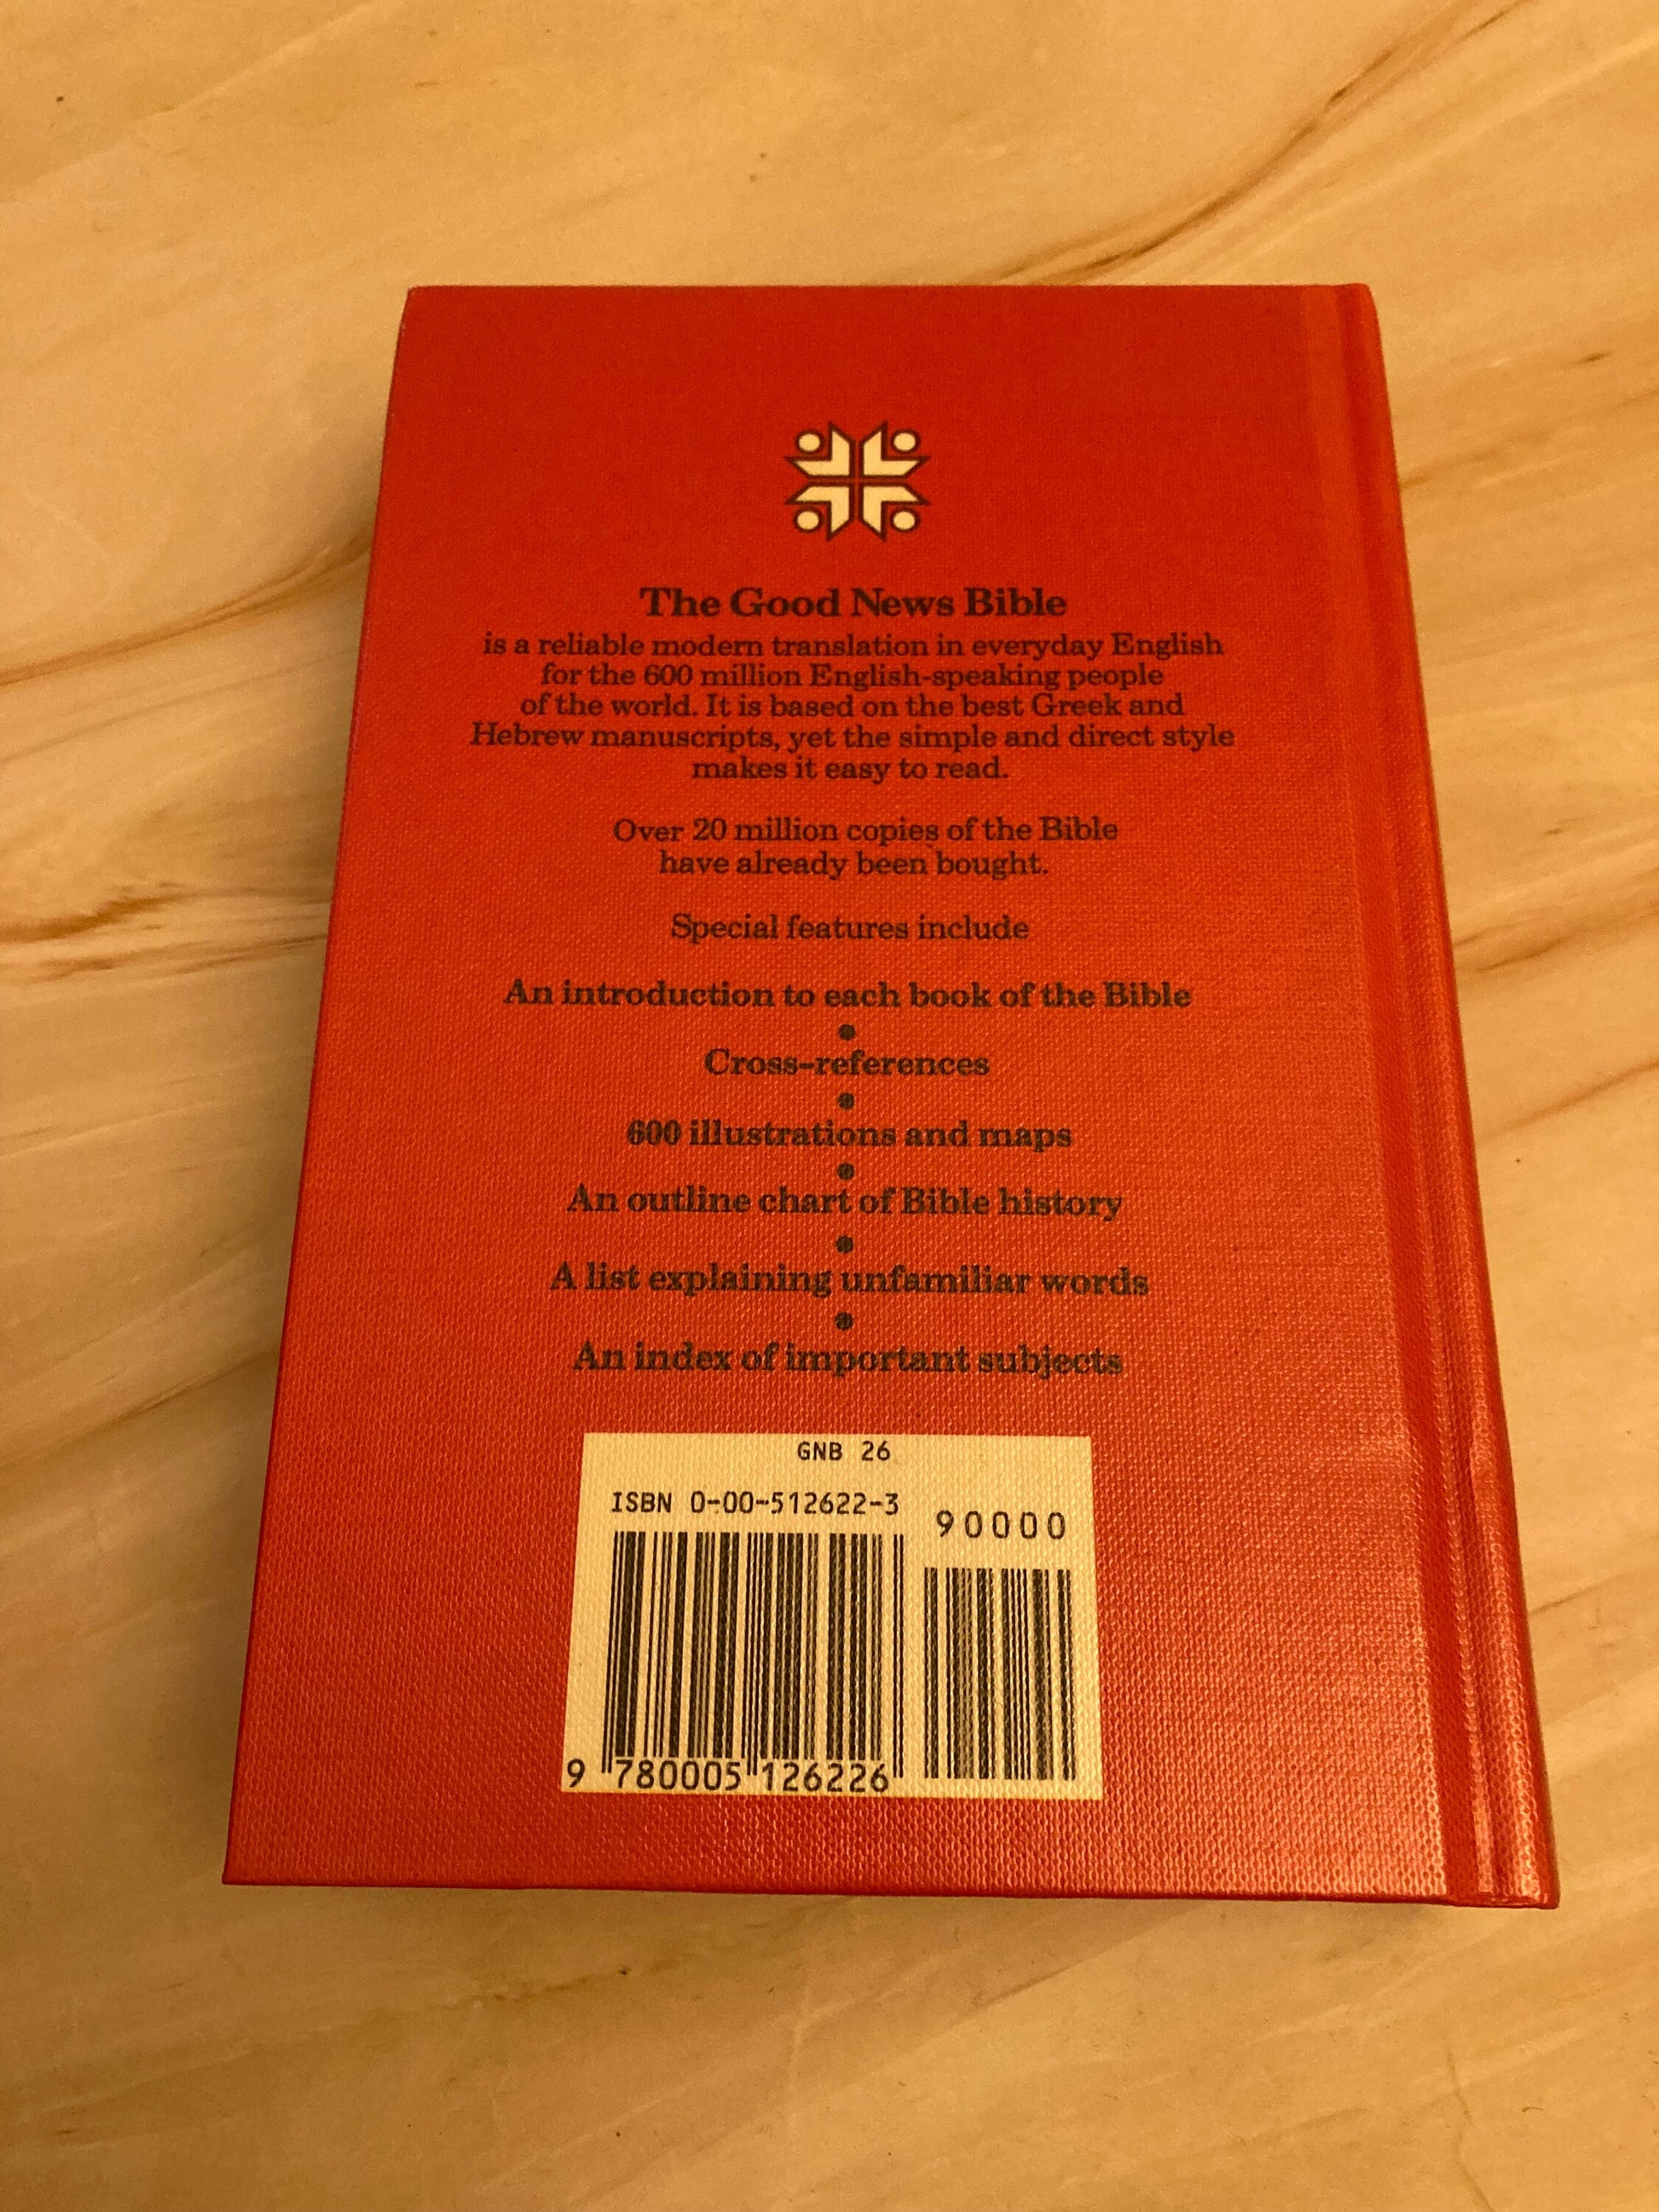 The Good News Bible
is a reliable modern translation in everyday English
for the 600 million English-speaking people
of the world. It is based on the best Greek and
Hebrew manuscripts, yet the simple and direct style
makes it easy to read.
Over 20 million copies of the Bible
have already been bought.
Special features include
An introduction to each book of the Bible
●
Cross-references
●
600 illustrations and maps
●
An outline chart of Bible history
●
A list explaining unfamiliar words
●
An index of important subjects
GNB 26
ISBN 0-00-512622-3
90000
9 780005 126226